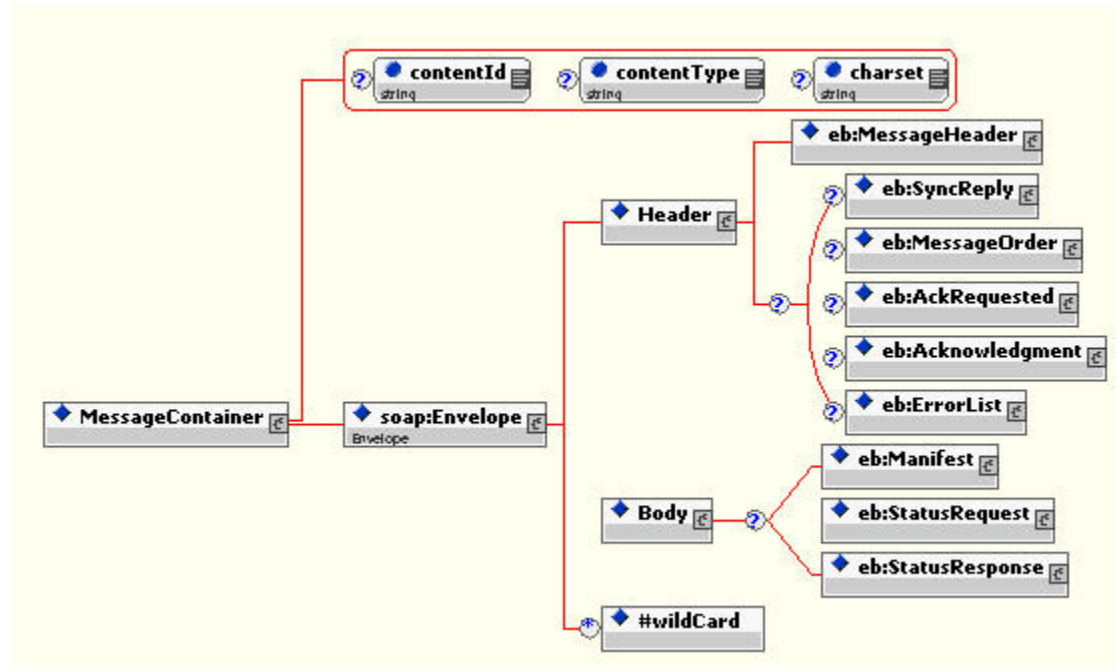 ? contentId ? contentType ? charset
string string string
eb:MessageHeader
? eb:SyncReply
Header
? eb:MessageOrder
? ? eb:AckRequested
? eb:Acknowledgment
MessageContainer soap:Envelope ? eb:ErrorList
Envelope
eb:Manifest
Body ? eb:StatusRequest
eb:StatusResponse
* #wildCard